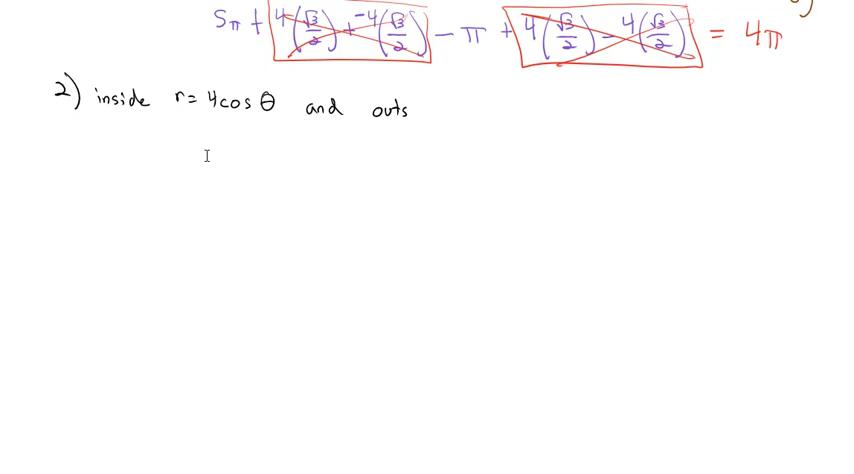 5π + 4(√3/2) + -4(√3/2) - π + 4(√3/2) - 4(√3/2) = 4π
2) inside r = 4cos θ and outs